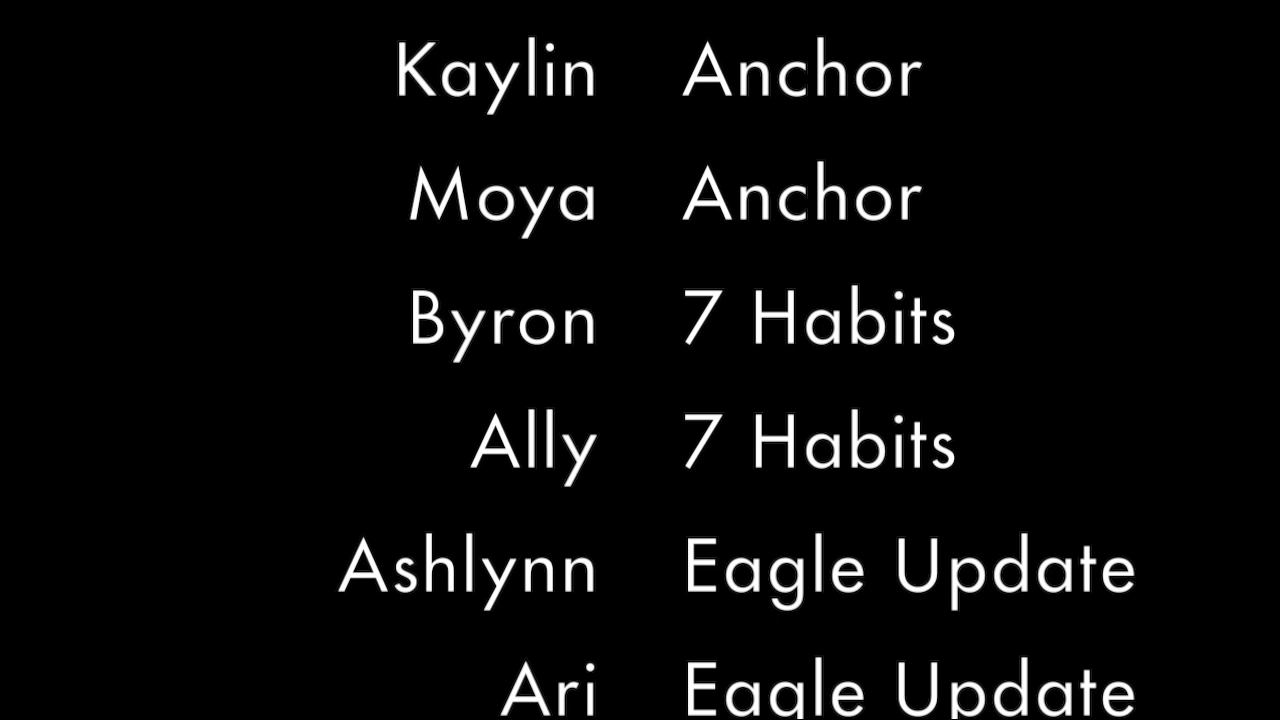 Kaylin Anchor
Moya Anchor
Byron 7 Habits
Ally 7 Habits
Ashlynn Eagle Update
Ari Eagle Update